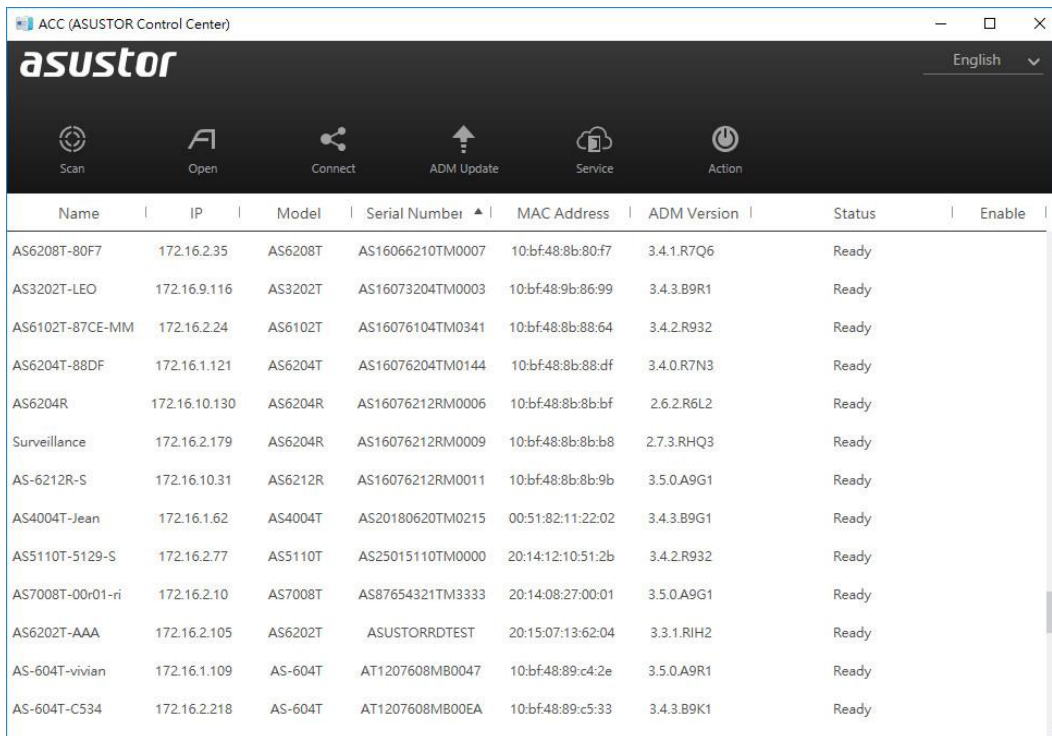 ACC (ASUSTOR Control Center)
asustor
English
Scan Open Connect ADM Update Service Action
Name IP Model Serial Number MAC Address ADM Version Status Enable
AS6208T-80F7 172.16.2.35 AS6208T AS16066210TM0007 10:bf:48:8b:80:f7 3.4.1.R7Q6 Ready
AS3202T-LEO 172.16.9.116 AS3202T AS16073204TM0003 10:bf:48:9b:86:99 3.4.3.B9R1 Ready
AS6102T-87CE-MM 172.16.2.24 AS6102T AS16076104TM0341 10:bf:48:8b:88:64 3.4.2.R932 Ready
AS6204T-88DF 172.16.1.121 AS6204T AS16076204TM0144 10:bf:48:8b:88:df 3.4.0.R7N3 Ready
AS6204R 172.16.10.130 AS6204R AS16076212RM0006 10:bf:48:8b:8b:bf 2.6.2.R6L2 Ready
Surveillance 172.16.2.179 AS6204R AS16076212RM0009 10:bf:48:8b:8b:b8 2.7.3.RHQ3 Ready
AS-6212R-S 172.16.10.31 AS6212R AS16076212RM0011 10:bf:48:8b:8b:9b 3.5.0.A9G1 Ready
AS4004T-Jean 172.16.1.62 AS4004T AS20180620TM0215 00:51:82:11:22:02 3.4.3.B9G1 Ready
AS5110T-5129-S 172.16.2.77 AS5110T AS25015110TM0000 20:14:12:10:51:2b 3.4.2.R932 Ready
AS7008T-00r01-ri 172.16.2.10 AS7008T AS87654321TM3333 20:14:08:27:00:01 3.5.0.A9G1 Ready
AS6202T-AAA 172.16.2.105 AS6202T ASUSTORRDTEST 20:15:07:13:62:04 3.3.1.RIH2 Ready
AS-604T-vivian 172.16.1.109 AS-604T AT1207608MB0047 10:bf:48:89:c4:2e 3.5.0.A9R1 Ready
AS-604T-C534 172.16.2.218 AS-604T AT1207608MB00EA 10:bf:48:89:c5:33 3.4.3.B9K1 Ready